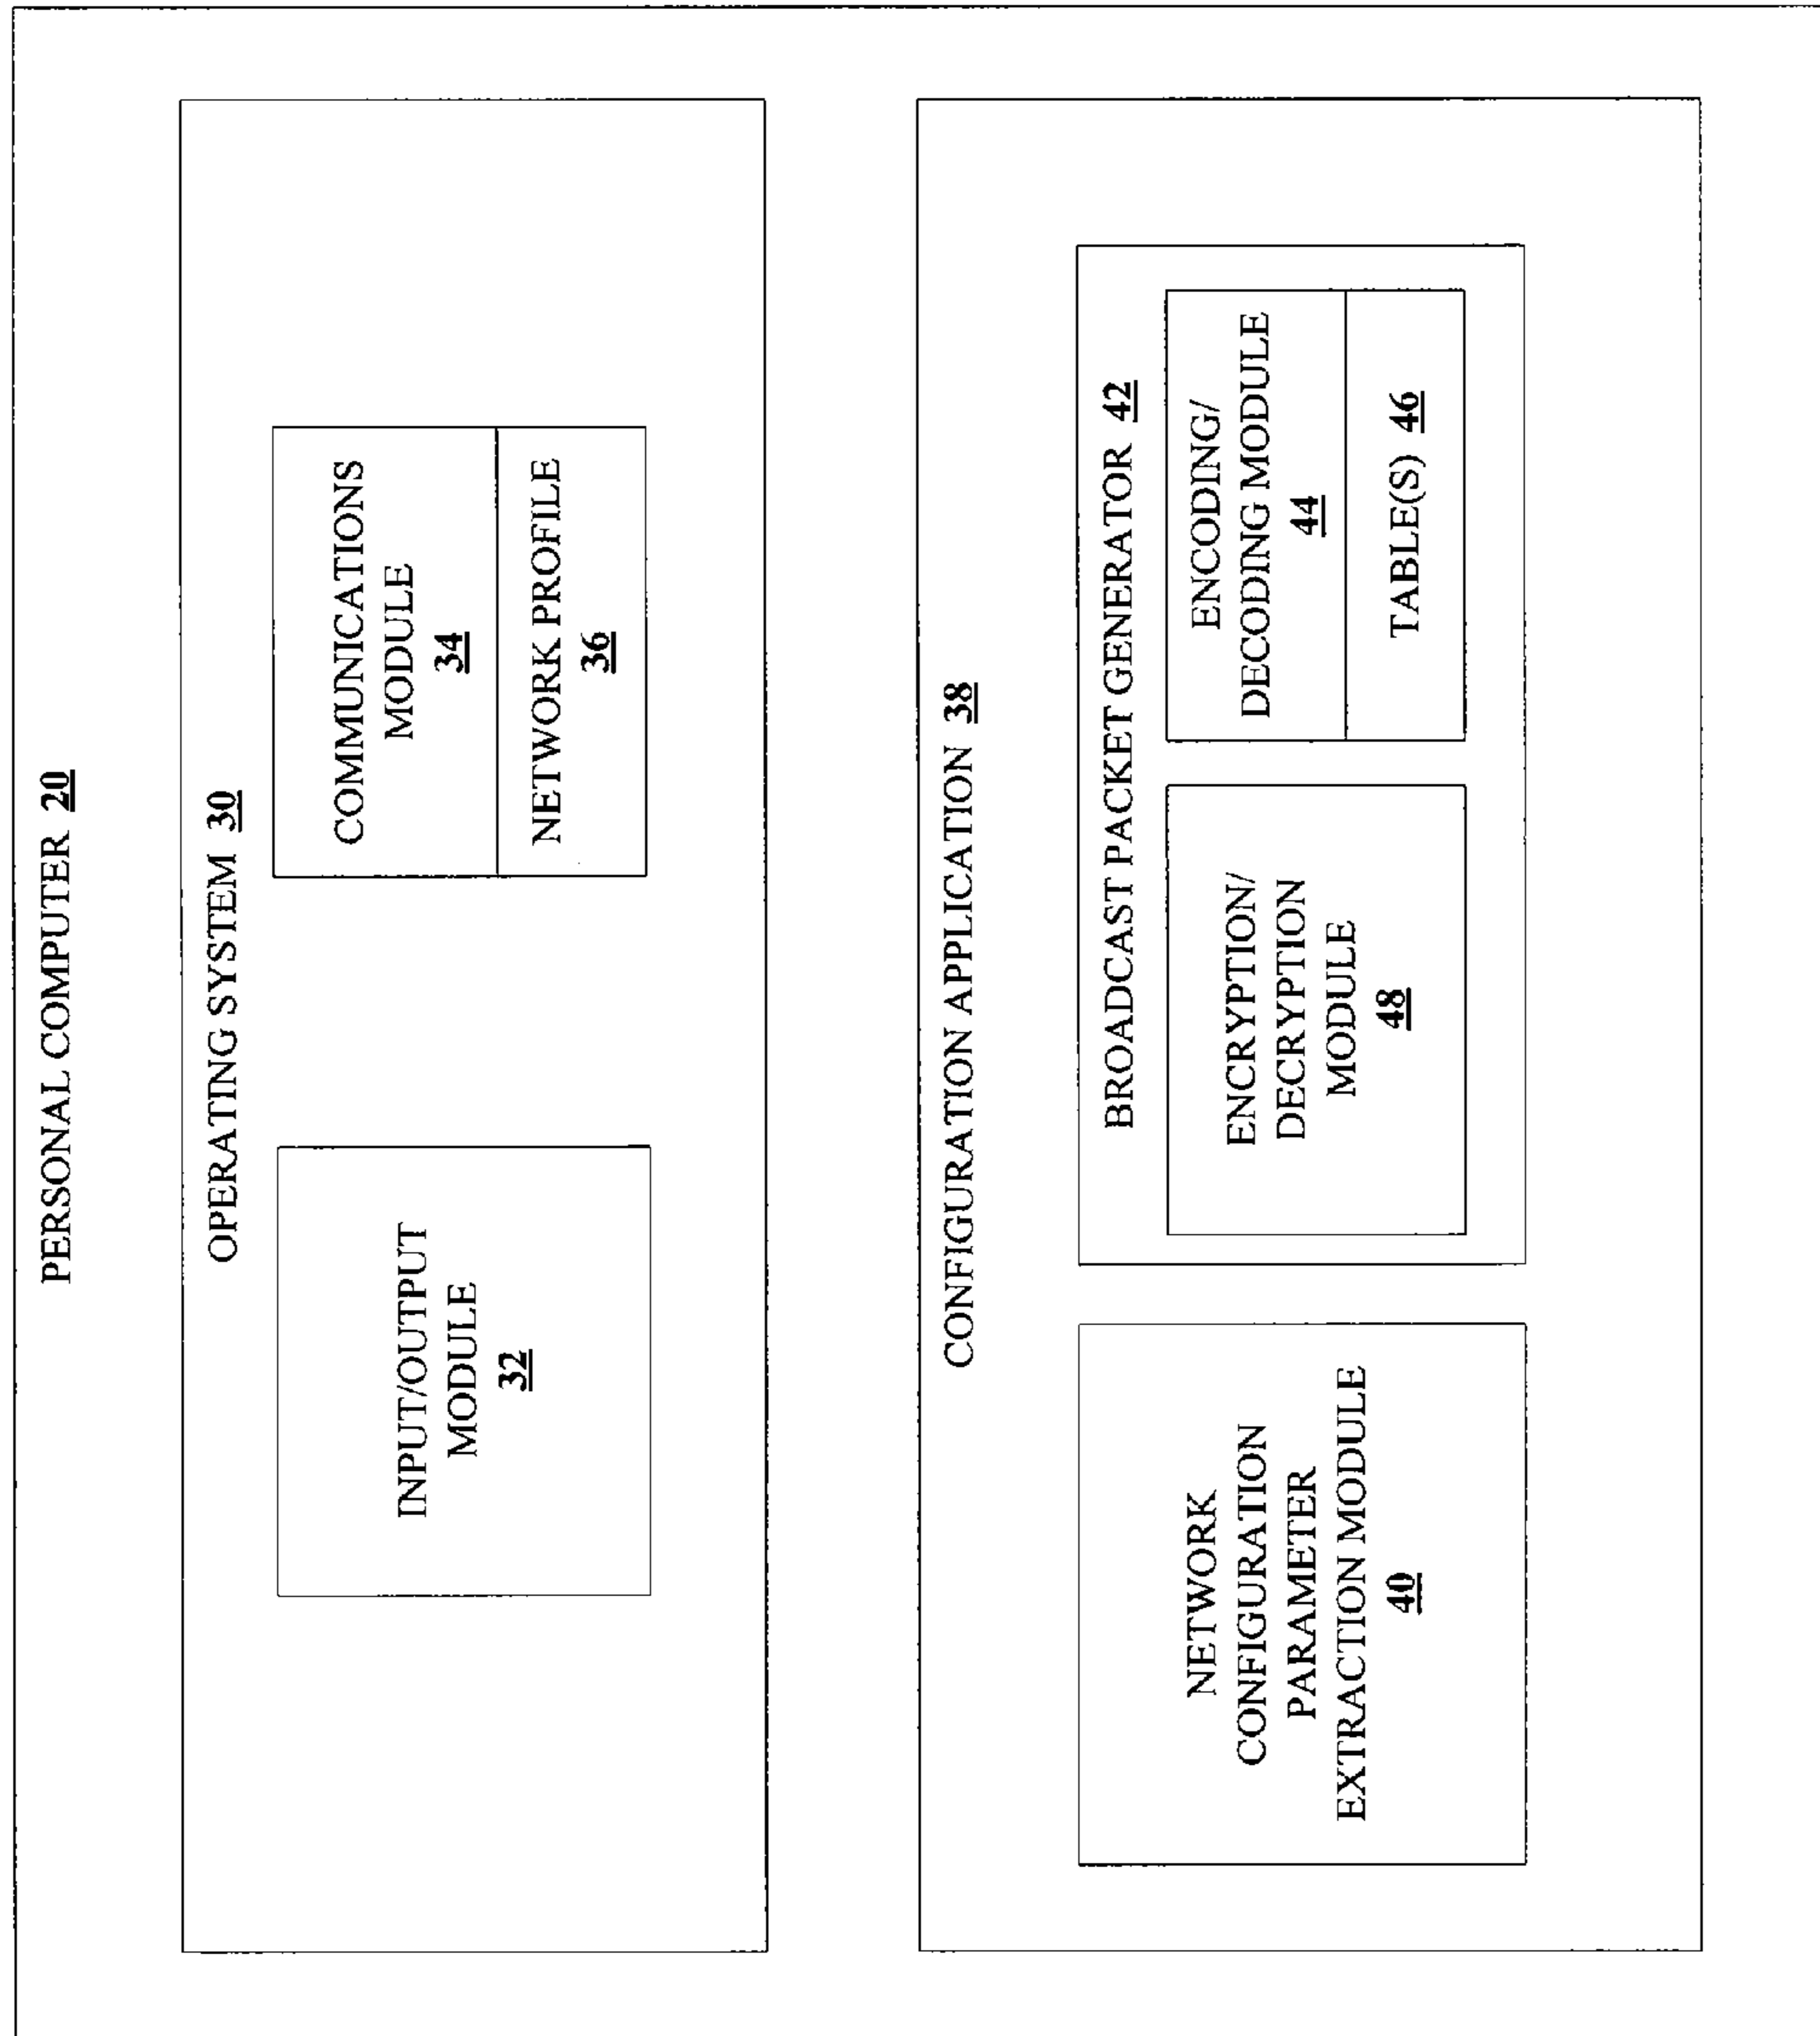 PERSONAL COMPUTER 20
OPERATING SYSTEM 30
INPUT/OUTPUT
MODULE
32
COMMUNICATIONS
MODULE
34
NETWORK PROFILE
36
CONFIGURATION APPLICATION 38
NETWORK
CONFIGURATION
PARAMETER
EXTRACTION MODULE
40
BROADCAST PACKET GENERATOR 42
ENCRYPTION/
DECRYPTION
MODULE
48
ENCODING/
DECODING MODULE
44
TABLE(S) 46